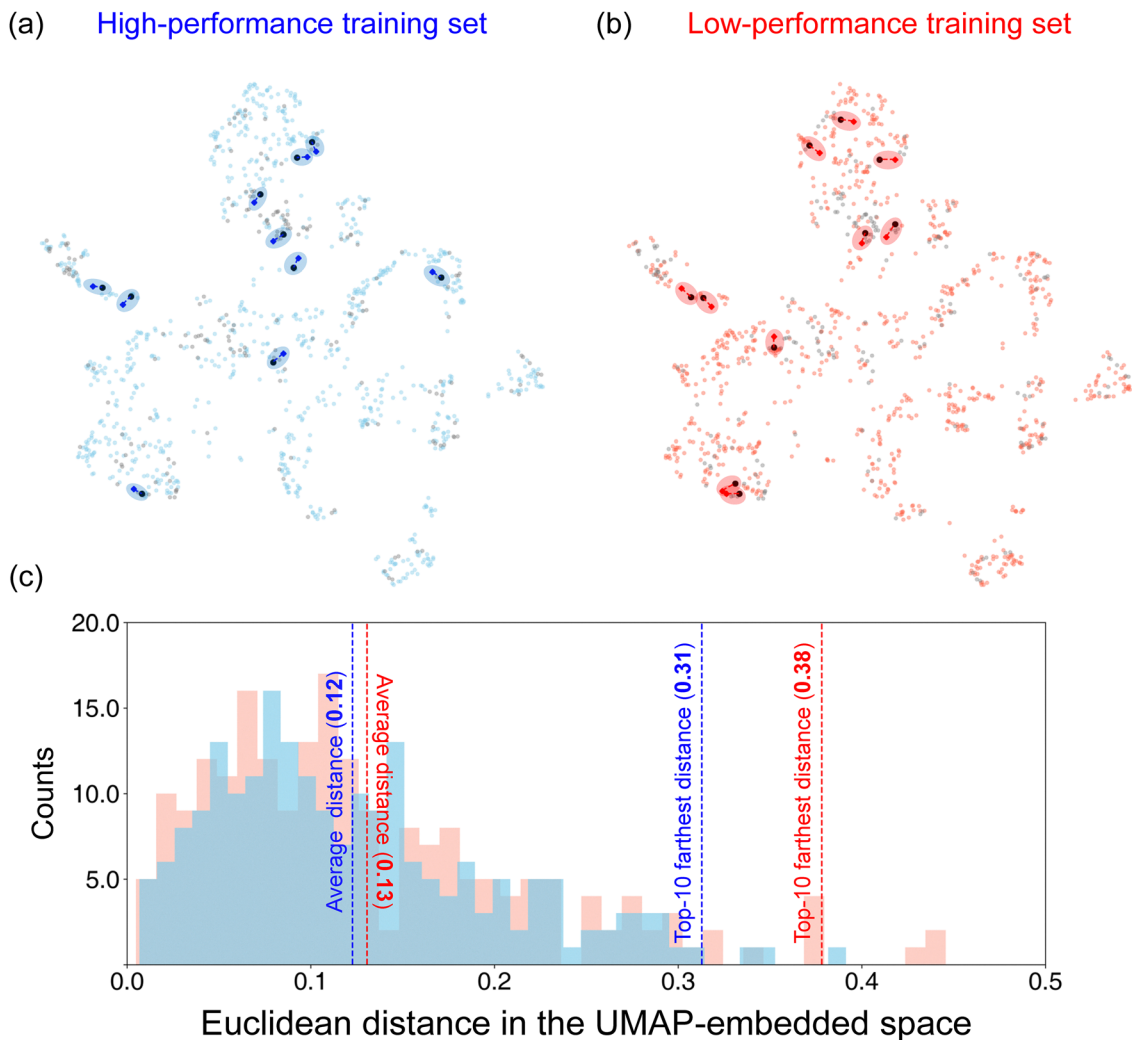 (a) High-performance training set
(b) Low-performance training set
(c)
20.0
15.0
10.0
5.0
Counts
Average distance (0.12)
Average distance (0.13)
Top-10 farthest distance (0.31)
Top-10 farthest distance (0.38)
0.0 0.1 0.2 0.3 0.4 0.5
Euclidean distance in the UMAP-embedded space